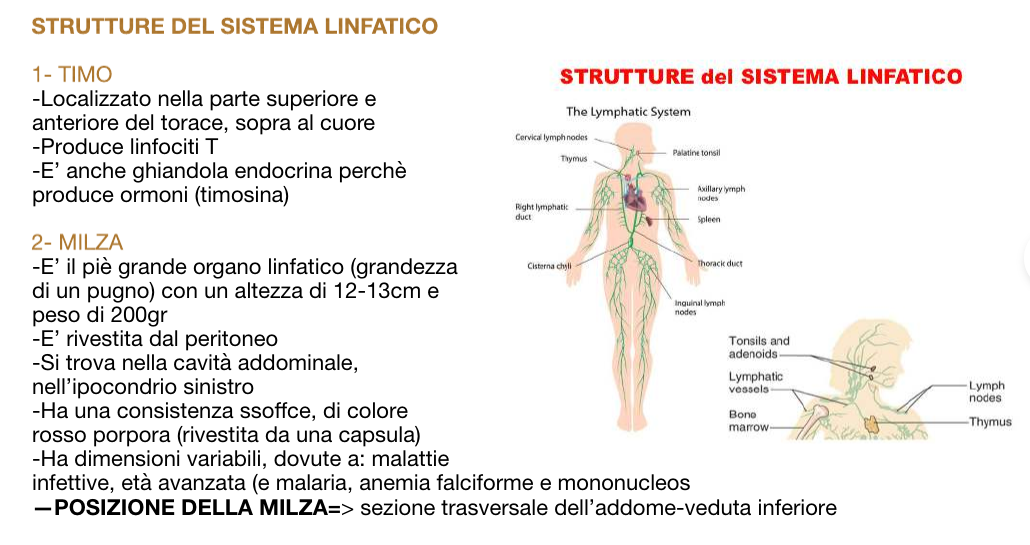 STRUTTURE DEL SISTEMA LINFATICO
1- TIMO
-Localizzato nella parte superiore e
anteriore del torace, sopra al cuore
-Produce linfociti T
-E’ anche ghiandola endocrina perchè
produce ormoni (timosina)
2- MILZA
-E’ il piè grande organo linfatico (grandezza
di un pugno) con un altezza di 12-13cm e
peso di 200gr
-E’ rivestita dal peritoneo
-Si trova nella cavità addominale,
nell’ipocondrio sinistro
-Ha una consistenza ssoffce, di colore
rosso porpora (rivestita da una capsula)
-Ha dimensioni variabili, dovute a: malattie
infettive, età avanzata (e malaria, anemia falciforme e mononucleos
—POSIZIONE DELLA MILZA=> sezione trasversale dell’addome-veduta inferiore
STRUTTURE del SISTEMA LINFATICO
The Lymphatic System
Cervical lymph nodes
Thymus
Right lymphatic
duct
Cisterna chyli
Palatine tonsil
Axillary lymph
nodes
Spleen
Thoracic duct
Inguinal lymph
nodes
Tonsils and
adenoids
Lymphatic
vessels
Bone
marrow
Lymph
nodes
Thymus